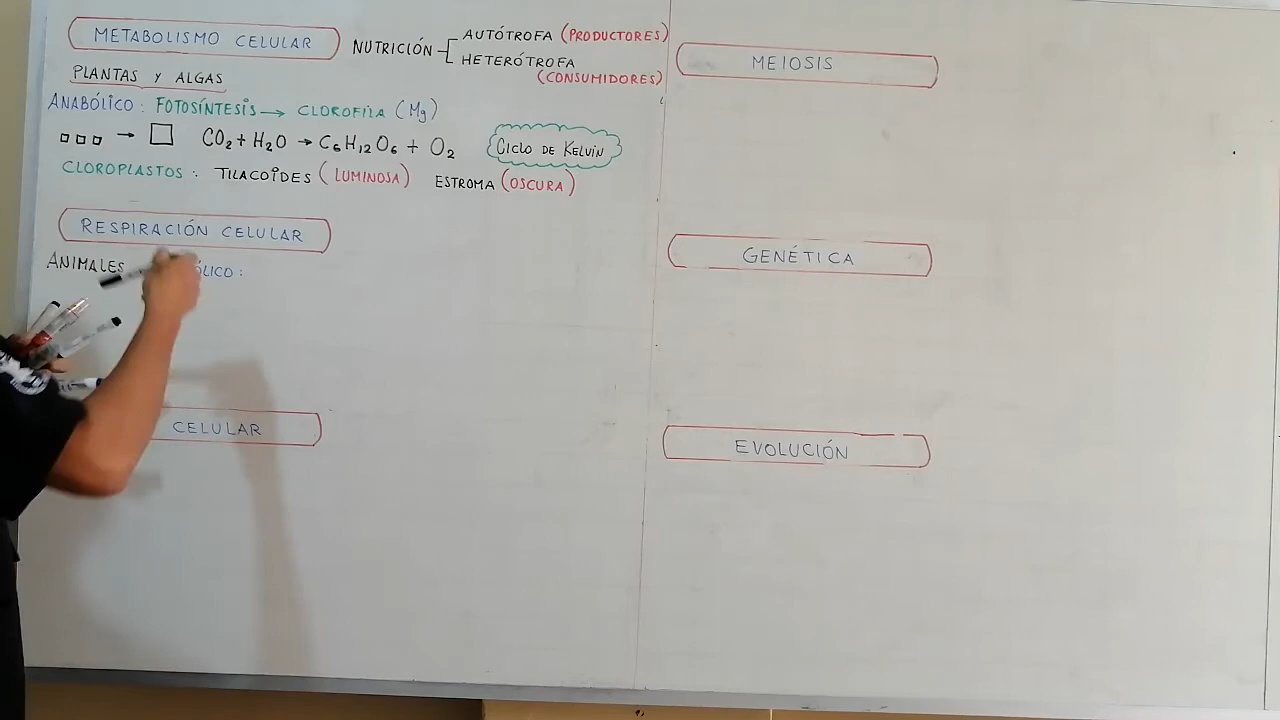 METABOLISMO CELULAR
NUTRICIÓN
AUTÓTROFA (PRODUCTORES)
HETERÓTROFA
(CONSUMIDORES)
PLANTAS y ALGAS
ANABÓLICO: FOTOSÍNTESIS → CLOROFILA (Mg)
→ CO₂ + H₂O → C₆H₁₂O₆ + O₂
CICLO DE KELVIN
CLOROPLASTOS: TILACOIDES (LUMINOSA) ESTROMA (OSCURA)
RESPIRACIÓN CELULAR
ANIMALES
ÓLICO:
CELULAR
MEIOSIS
GENÉTICA
EVOLUCIÓN